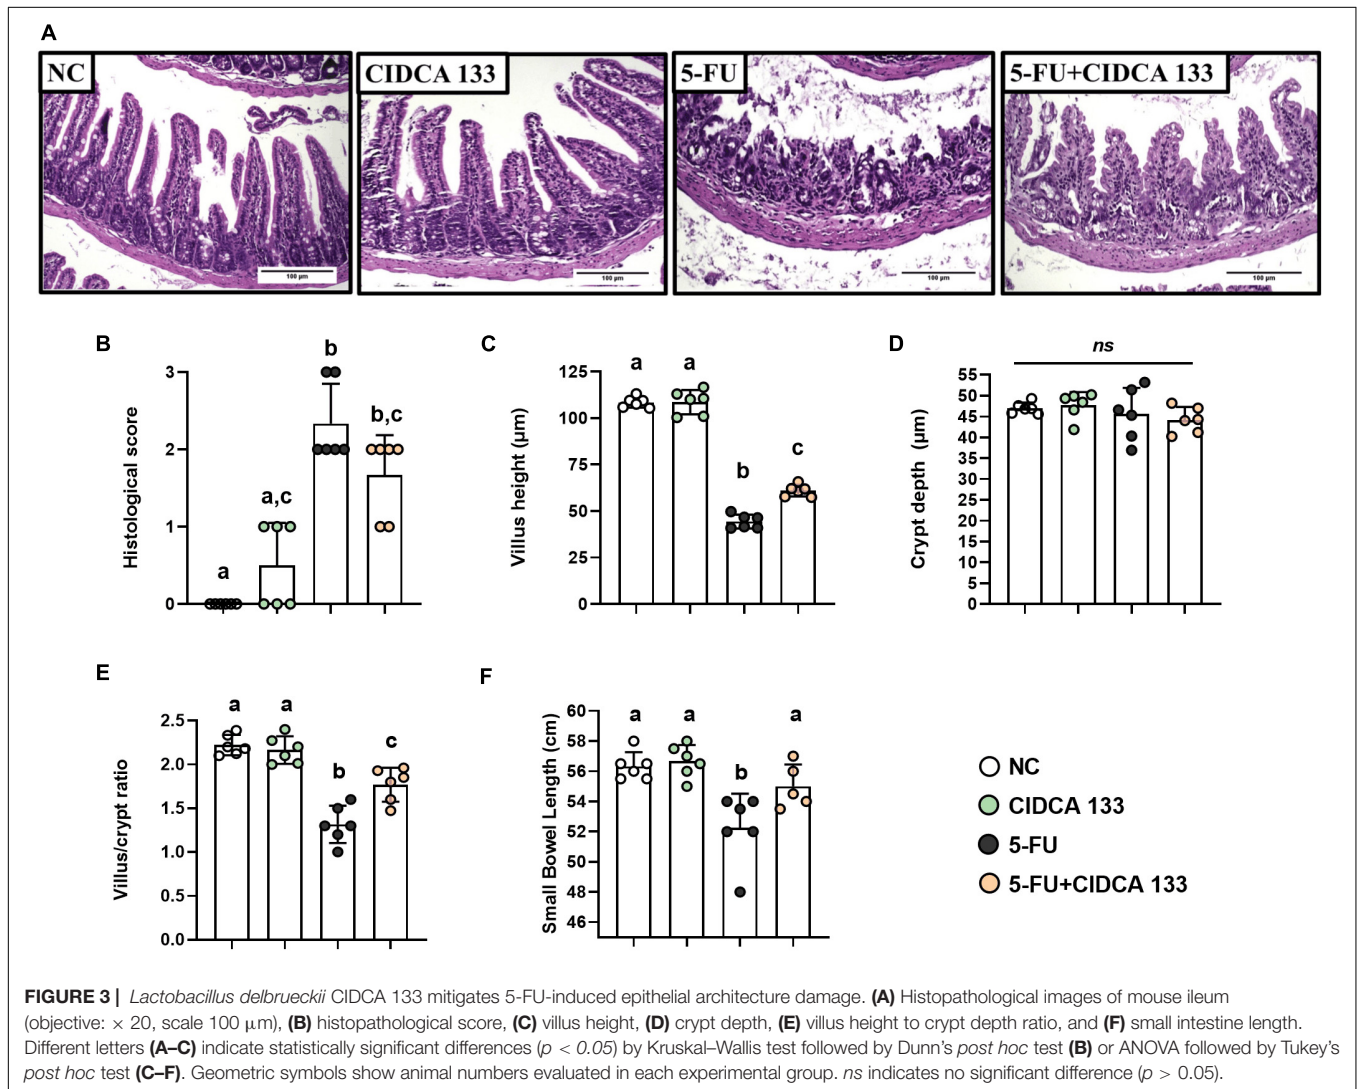 A
NC
CIDCA 133
5-FU
5-FU+CIDCA 133
100 µm
100 µm
100 µm
100 µm
B
Histological score
3
2
1
0
a
a,c
b
b,c
C
Villus height (µm)
125
100
75
50
25
0
a
a
b
c
D
Crypt depth (µm)
55
50
45
40
35
30
25
20
15
10
5
0
ns
E
Villus/crypt ratio
2.5
2.0
1.5
1.0
0.5
0.0
a
a
b
c
F
Small Bowel Length (cm)
60
58
56
54
52
50
48
46
a
a
b
a
NC
CIDCA 133
5-FU
5-FU+CIDCA 133
FIGURE 3 | Lactobacillus delbrueckii CIDCA 133 mitigates 5-FU-induced epithelial architecture damage. (A) Histopathological images of mouse ileum
(objective: × 20, scale 100 µm), (B) histopathological score, (C) villus height, (D) crypt depth, (E) villus height to crypt depth ratio, and (F) small intestine length.
Different letters (A–C) indicate statistically significant differences (p < 0.05) by Kruskal–Wallis test followed by Dunn's post hoc test (B) or ANOVA followed by Tukey's
post hoc test (C–F). Geometric symbols show animal numbers evaluated in each experimental group. ns indicates no significant difference (p > 0.05).